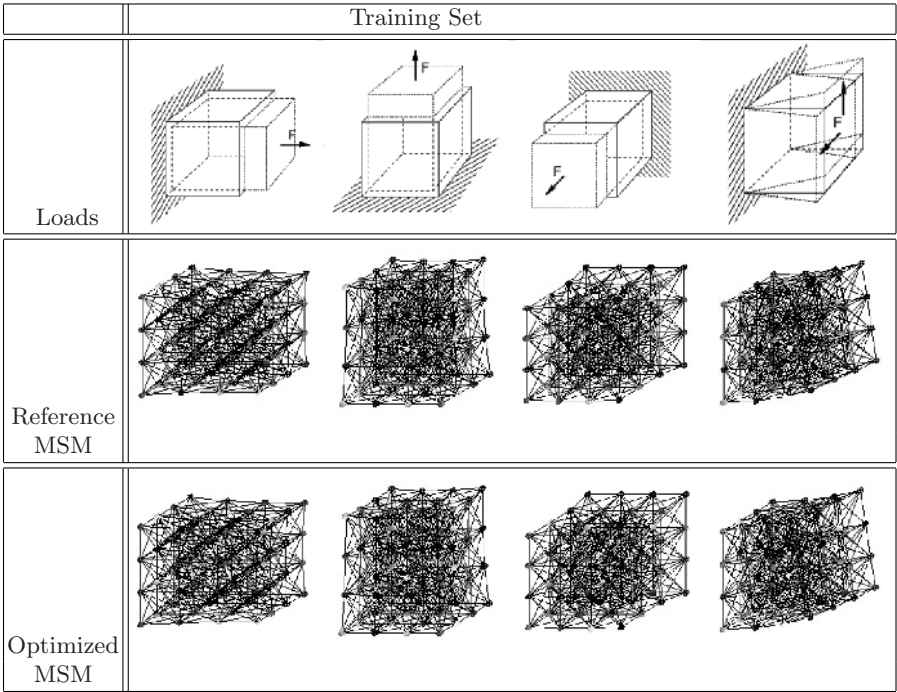 Training Set
F
F
F
F
Loads
Reference
MSM
Optimized
MSM